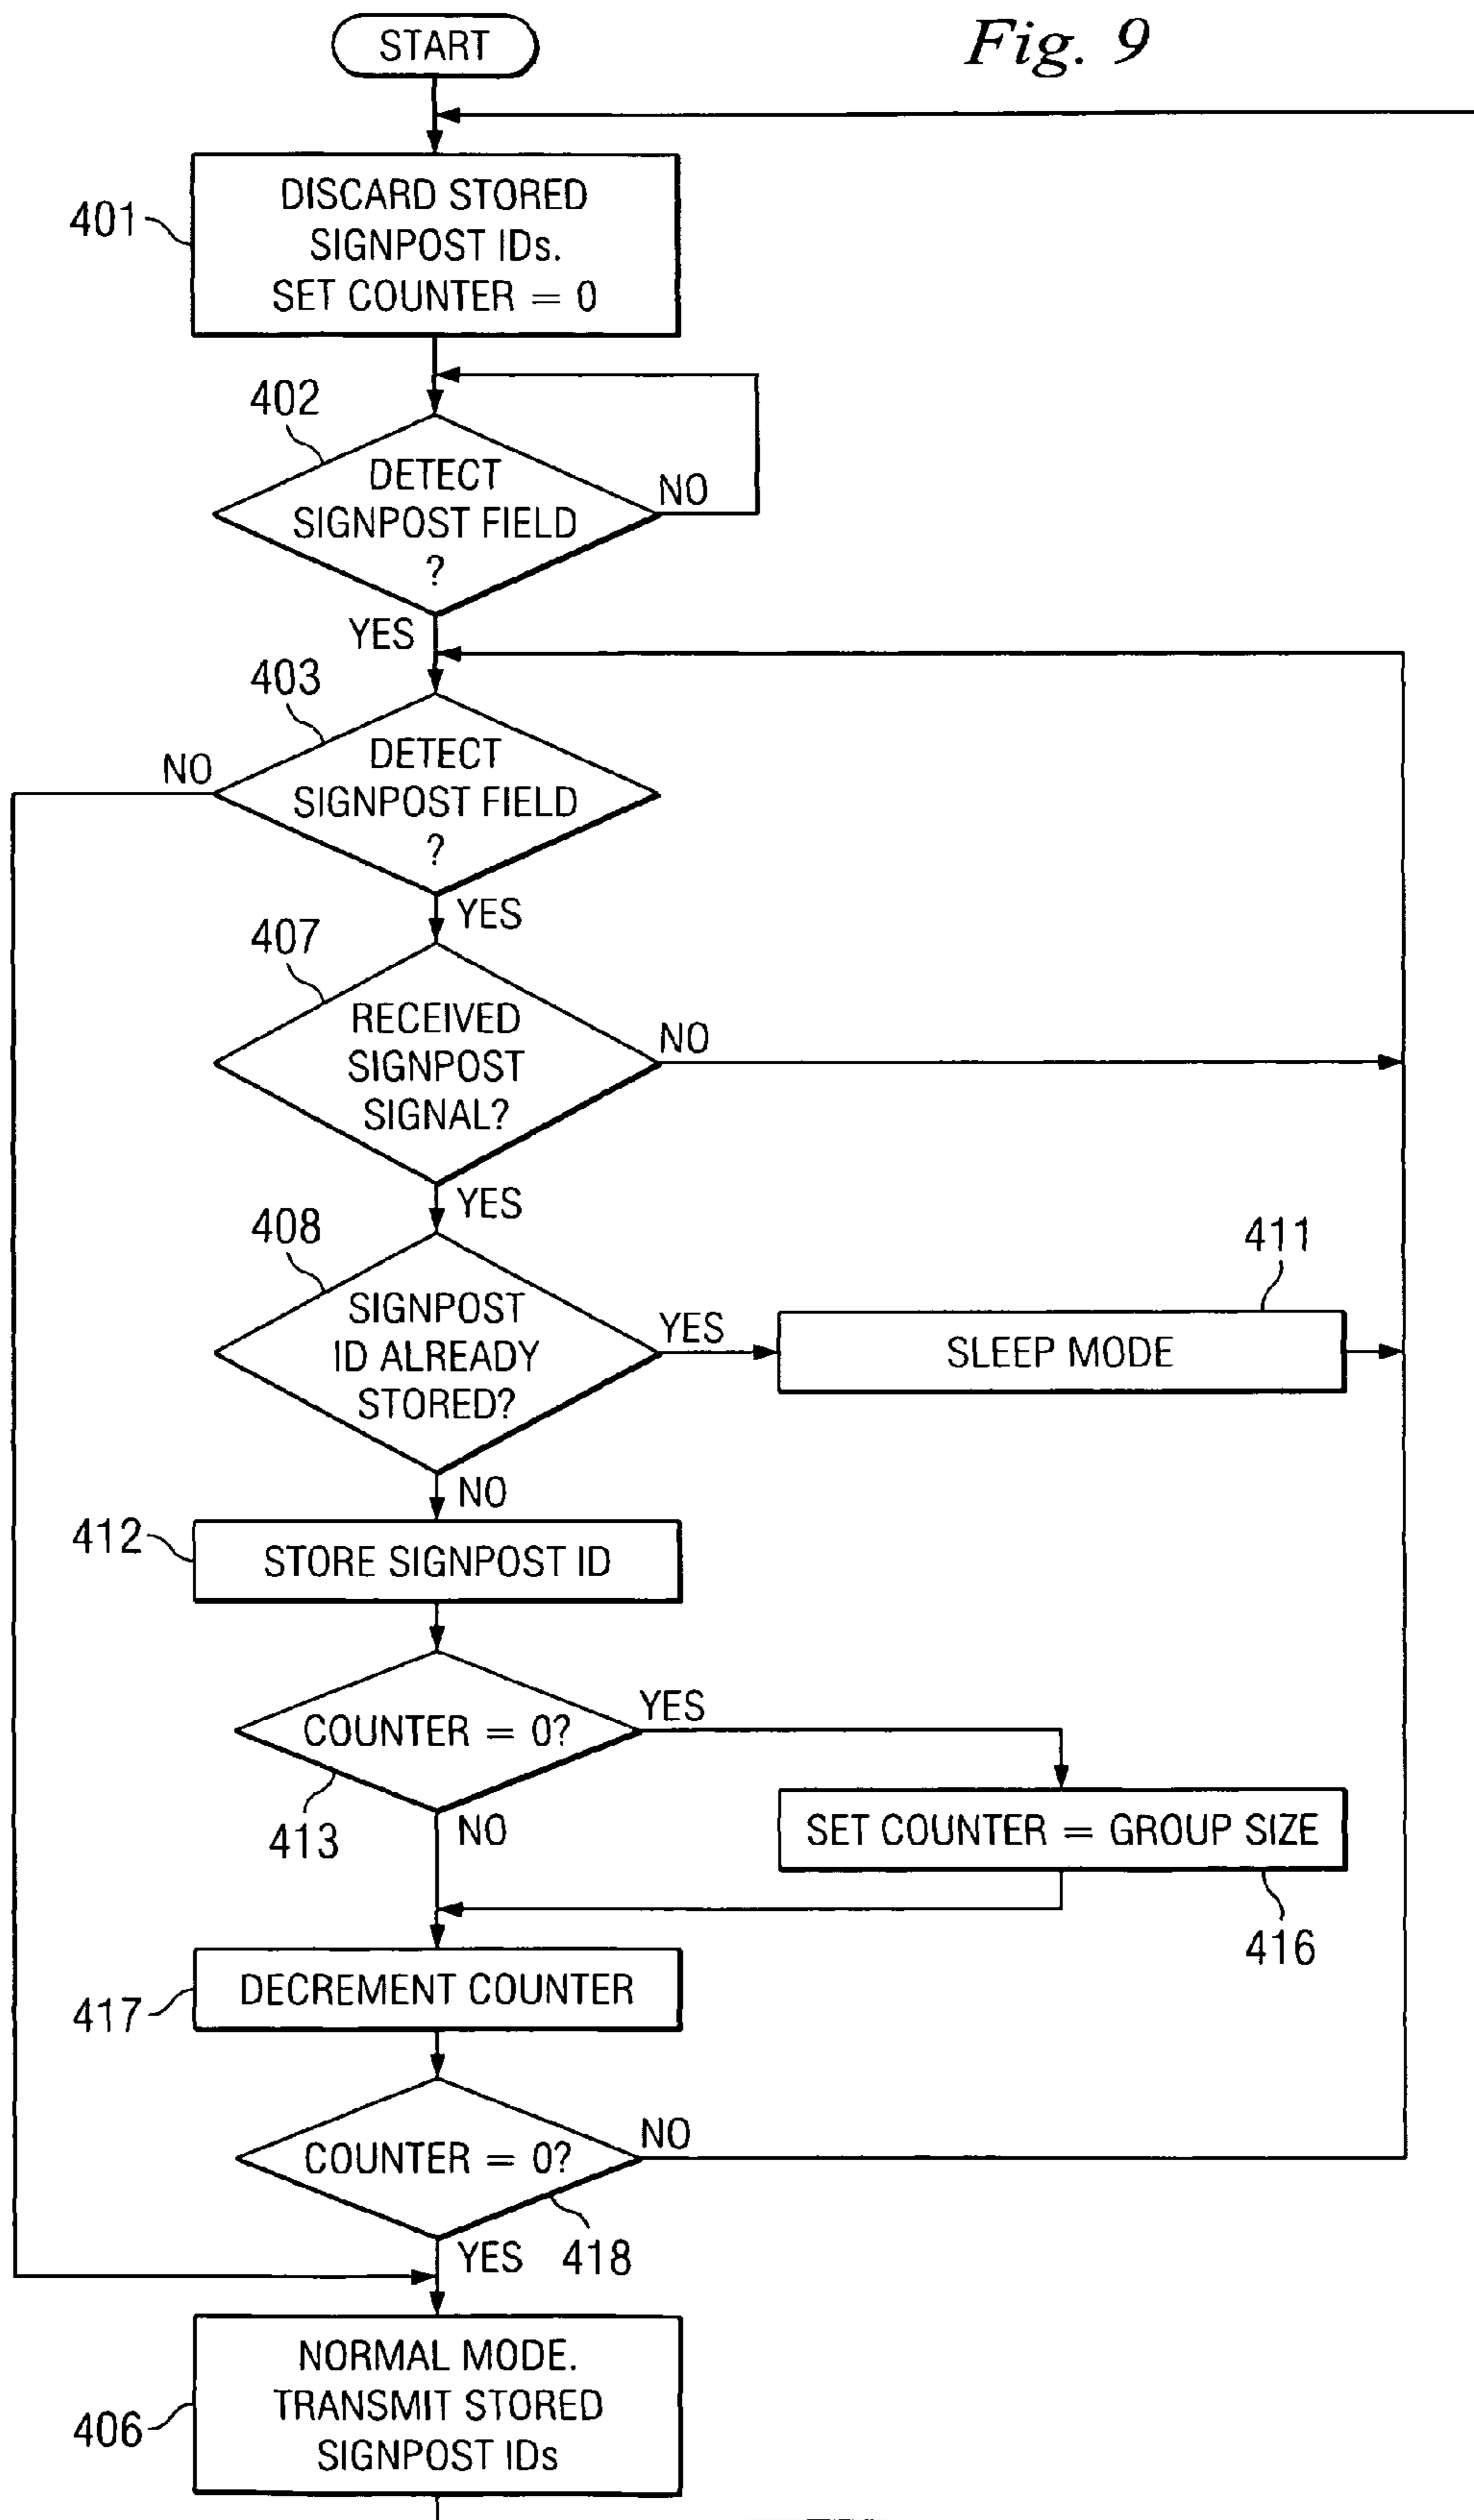 START
Fig. 9
401
DISCARD STORED
SIGNPOST IDs.
SET COUNTER = 0
402
DETECT
SIGNPOST FIELD
?
NO
YES
403
DETECT
SIGNPOST FIELD
?
NO
YES
407
RECEIVED
SIGNPOST
SIGNAL?
NO
YES
408
SIGNPOST
ID ALREADY
STORED?
YES
411
SLEEP MODE
NO
412
STORE SIGNPOST ID
COUNTER = 0?
YES
413
NO
SET COUNTER = GROUP SIZE
416
417
DECREMENT COUNTER
COUNTER = 0?
NO
YES
418
406
NORMAL MODE.
TRANSMIT STORED
SIGNPOST IDs